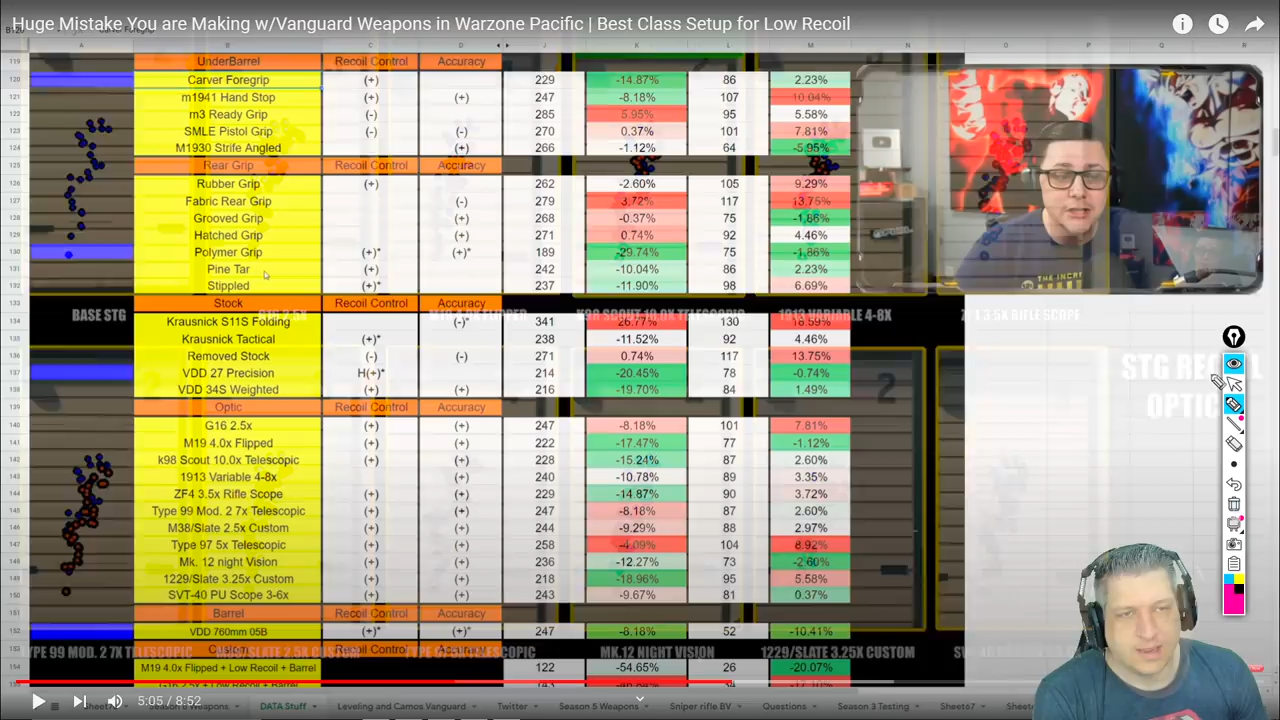 Huge Mistake You are Making w/Vanguard Weapons in Warzone Pacific | Best Class Setup for Low Recoil
UnderBarrel Recoil Control Accuracy
120 Carver Foregrip (+) 229 -14.87% 86 2.23%
121 m1941 Hand Stop (+) (+) 247 -8.18% 107 10.04%
122 m3 Ready Grip (-) 285 5.95% 95 5.58%
123 SMLE Pistol Grip (-) (-) 270 0.37% 101 7.81%
124 M1930 Strife Angled (+) 266 -1.12% 64 -5.95%
125 Rear Grip Recoil Control Accuracy
126 Rubber Grip (+) 262 -2.60% 105 9.29%
127 Fabric Rear Grip (-) 279 3.72% 117 13.75%
128 Grooved Grip (+) 268 -0.37% 75 -1.86%
129 Hatched Grip (+) 271 0.74% 92 4.46%
130 Polymer Grip (+)* (+)* 189 -29.74% 75 -1.86%
131 Pine Tar (+) 242 -10.04% 86 2.23%
132 Stippled (+)* 237 -11.90% 98 6.69%
133 Stock Recoil Control Accuracy
BASE STG
134 Krausnick S11S Folding (-)* 341 26.77% 130 18.59%
1913 VARIABLE 4-8X
135 Krausnick Tactical (+)* 238 -11.52% 92 4.46%
136 Removed Stock (-) (-) 271 0.74% 117 13.75%
137 VDD 27 Precision H(+)* 214 -20.45% 78 -0.74%
138 VDD 34S Weighted (+) (+) 216 -19.70% 84 1.49%
139 Optic Recoil Control Accuracy
140 G16 2.5x (+) (+) 247 -8.18% 101 7.81%
141 M19 4.0x Flipped (+) (+) 222 -17.47% 77 -1.12%
142 k98 Scout 10.0x Telescopic (+) (+) 228 -15.24% 87 2.60%
143 1913 Variable 4-8x (+) 240 -10.78% 89 3.35%
144 ZF4 3.5x Rifle Scope (+) (+) 229 -14.87% 90 3.72%
145 Type 99 Mod. 2 7x Telescopic (+) (+) 247 -8.18% 87 2.60%
146 M38/Slate 2.5x Custom (+) (+) 244 -9.29% 88 2.97%
147 Type 97 5x Telescopic (+) (+) 258 -4.09% 104 8.92%
148 Mk. 12 night Vision (+) (+) 236 -12.27% 73 -2.60%
149 1229/Slate 3.25x Custom (+) (+) 218 -18.96% 95 5.58%
150 SVT-40 PU Scope 3-6x (+) (+) 243 -9.67% 81 0.37%
151 Barrel Recoil Control Accuracy
152 VDD 760mm 05B (+)* (+)* 247 -8.18% 52 -10.41%
Custom Recoil Control Accuracy
MK.12 NIGHT VISION 1229/SLATE 3.25X CUSTOM
154 M19 4.0x Flipped + Low Recoil + Barrel 122 -54.65% 26 -20.07%
THE INCRE
2
5:05 / 8:52
DATA Stuff Leveling and Camos Vanguard Twitter Season 5 Weapons Sniper rifle BV Questions Season 3 Testing Sheet67